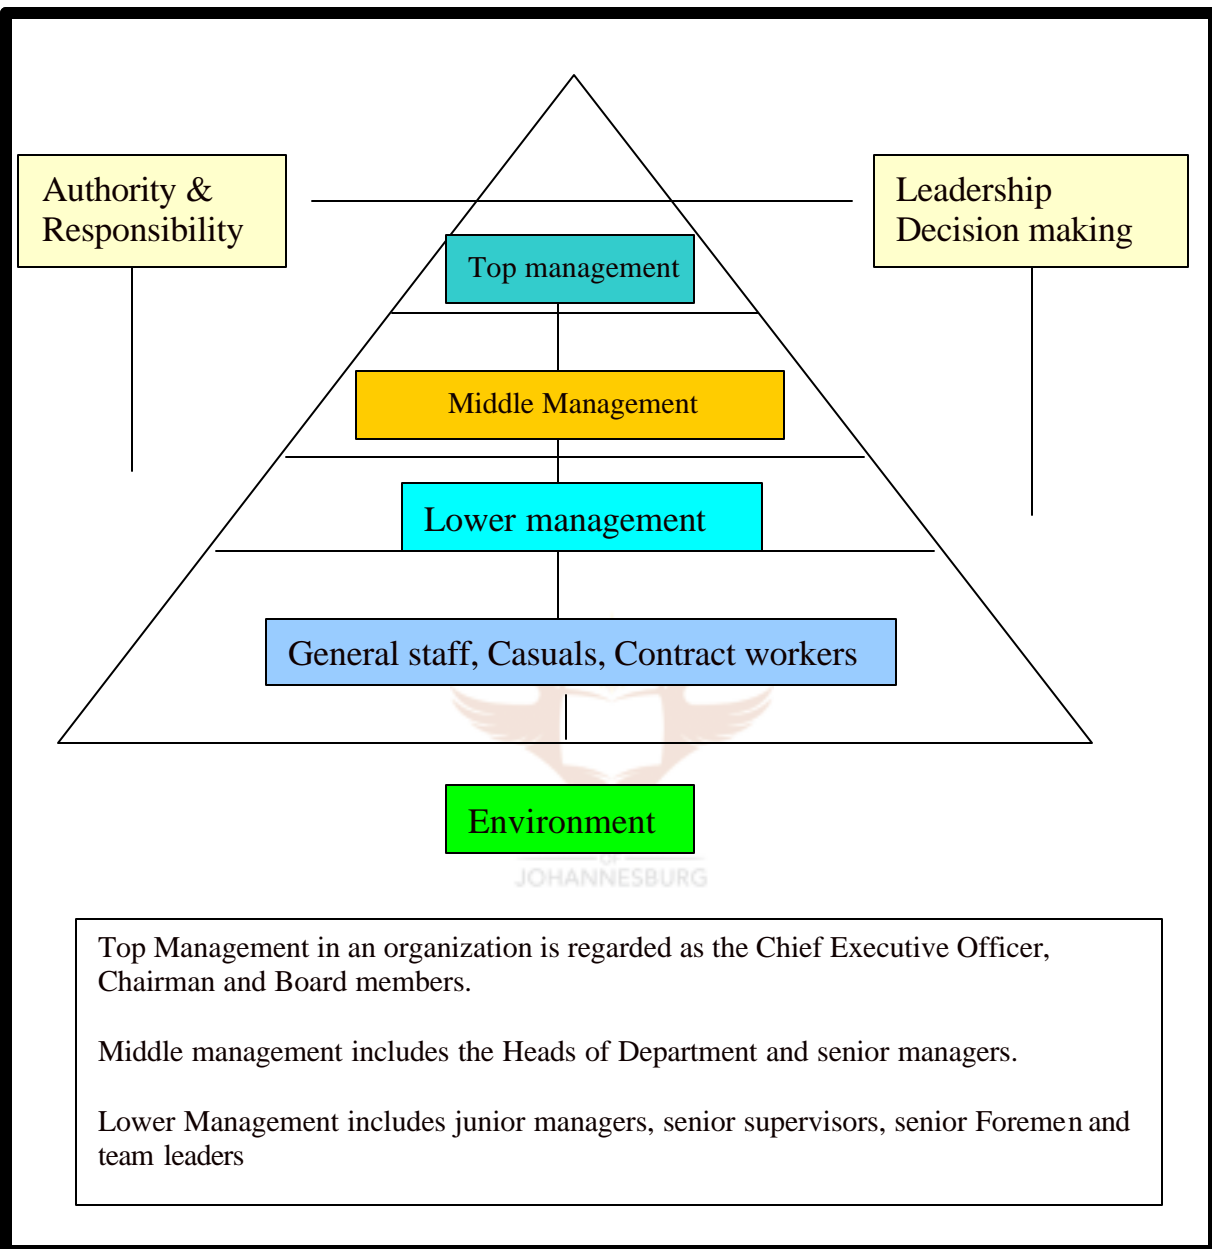 Authority &
Responsibility
Leadership
Decision making
Top management
Middle Management
Lower management
General staff, Casuals, Contract workers
Environment
OF
JOHANNESBURG
Top Management in an organization is regarded as the Chief Executive Officer,
Chairman and Board members.
Middle management includes the Heads of Department and senior managers.
Lower Management includes junior managers, senior supervisors, senior Foremen and
team leaders